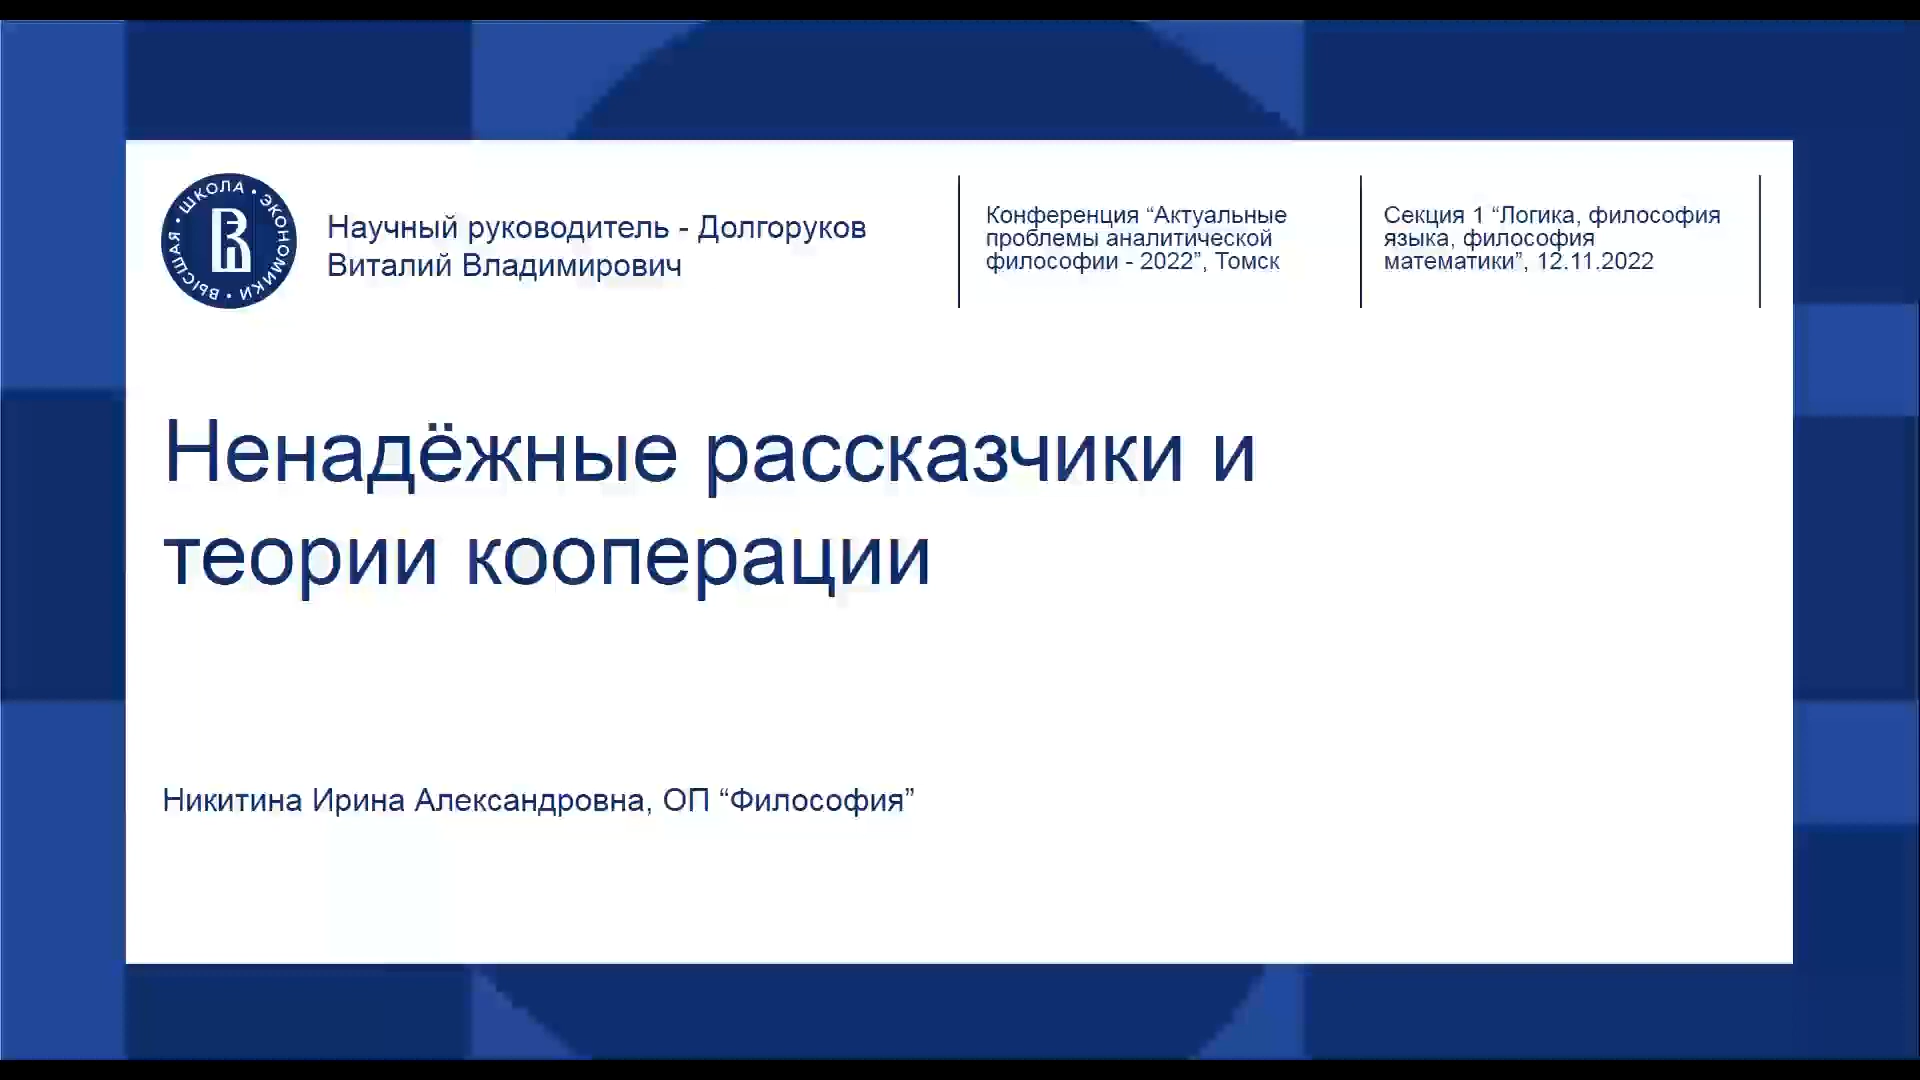 ВЫСШАЯ • ШКОЛА • ЭКОНОМИКИ •
Научный руководитель - Долгоруков
Виталий Владимирович
Конференция “Актуальные
проблемы аналитической
философии - 2022”, Томск
Секция 1 “Логика, философия
языка, философия
математики”, 12.11.2022
Ненадёжные рассказчики и
теории кооперации
Никитина Ирина Александровна, ОП “Философия”